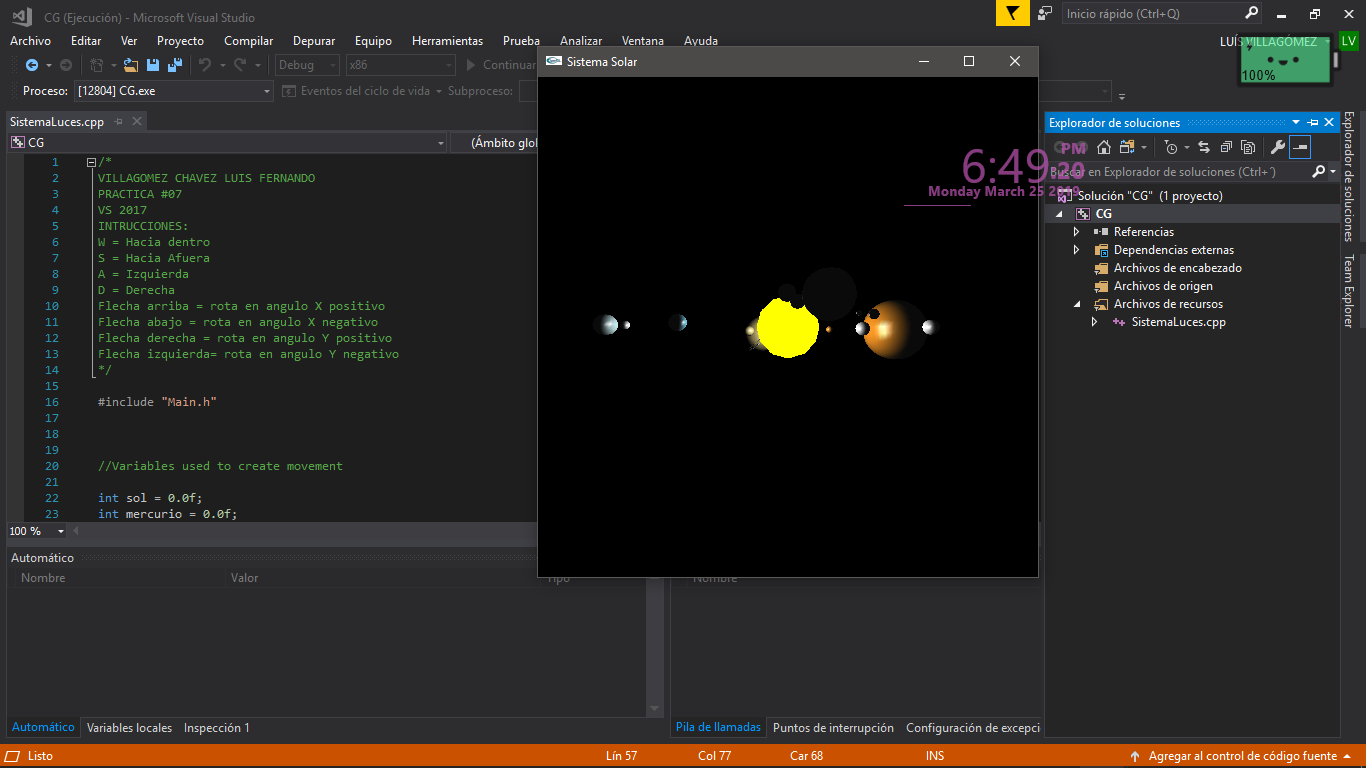 CG (Ejecución) - Microsoft Visual Studio
Inicio rápido (Ctrl+Q)
Archivo Editar Ver Proyecto Compilar Depurar Equipo Herramientas Prueba Analizar Ventana Ayuda
LUÍS VILLAGÓMEZ LV
100%
Debug x86 Continuar
Proceso: [12804] CG.exe Eventos del ciclo de vida Subproceso:
Sistema Solar
SistemaLuces.cpp
CG (Ámbito glob
1 /*
2 VILLAGOMEZ CHAVEZ LUIS FERNANDO
3 PRACTICA #07
4 VS 2017
5 INTRUCCIONES:
6 W = Hacia dentro
7 S = Hacia Afuera
8 A = Izquierda
9 D = Derecha
10 Flecha arriba = rota en angulo X positivo
11 Flecha abajo = rota en angulo X negativo
12 Flecha derecha = rota en angulo Y positivo
13 Flecha izquierda= rota en angulo Y negativo
14 */
15
16 #include "Main.h"
17
18
19
20 //Variables used to create movement
21
22 int sol = 0.0f;
23 int mercurio = 0.0f;
100 %
6:49 PM
:20
Monday March 25 2019
Explorador de soluciones
Buscar en Explorador de soluciones (Ctrl+´)
Solución "CG" (1 proyecto)
CG
Referencias
Dependencias externas
Archivos de encabezado
Archivos de origen
Archivos de recursos
SistemaLuces.cpp
Explorador de soluciones
Team Explorer
Automático
Nombre Valor Tipo
Nombre
Automático Variables locales Inspección 1
Pila de llamadas Puntos de interrupción Configuración de excepci
Listo Lín 57 Col 77 Car 68 INS Agregar al control de código fuente